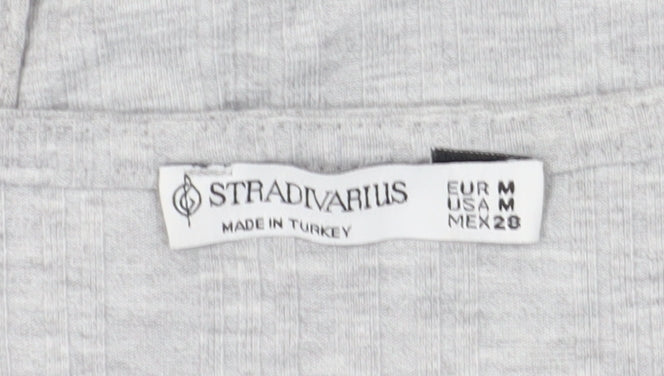 STRADIVARIUS
MADE IN TURKEY
EUR M
USA M
MEX 28